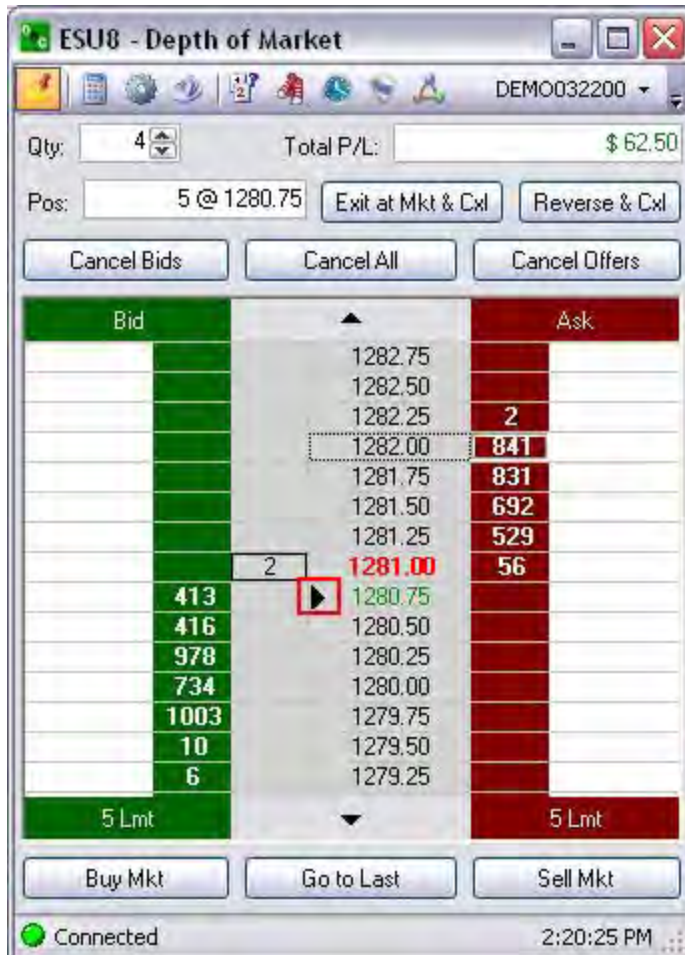 ESU8 - Depth of Market
DEMO032200
Qty: 4 Total P/L: $ 62.50
Pos: 5 @ 1280.75 Exit at Mkt & Cxl Reverse & Cxl
Cancel Bids Cancel All Cancel Offers
Bid Ask
1282.75
1282.50
1282.25 2
1282.00 841
1281.75 831
1281.50 692
1281.25 529
2 1281.00 56
413 1280.75
416 1280.50
978 1280.25
734 1280.00
1003 1279.75
10 1279.50
6 1279.25
5 Lmt 5 Lmt
Buy Mkt Go to Last Sell Mkt
Connected 2:20:25 PM